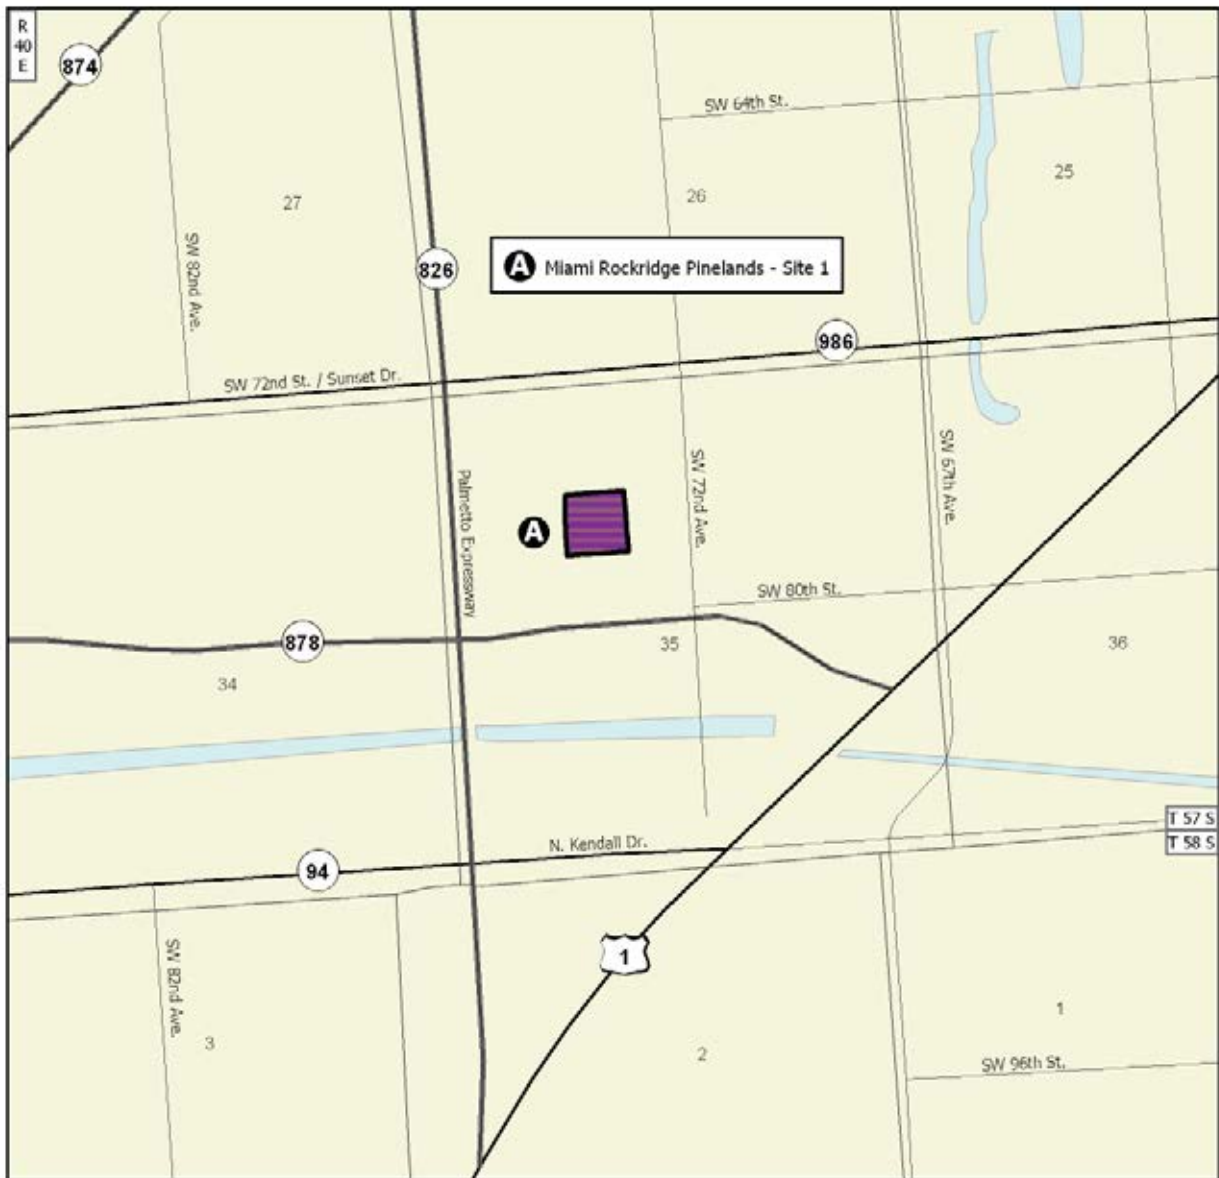 R
40
E
874
SW 64th St.
25
26
27
SW 82nd Ave.
826
A Miami Rockridge Pinelands - Site 1
986
SW 72nd St. / Sunset Dr.
SW 67th Ave.
SW 72nd Ave.
Palmetto Expressway
A
SW 80th St.
878
35
36
34
T 57 S
T 58 S
N. Kendall Dr.
94
SW 82nd Ave.
1
1
3
2
SW 96th St.